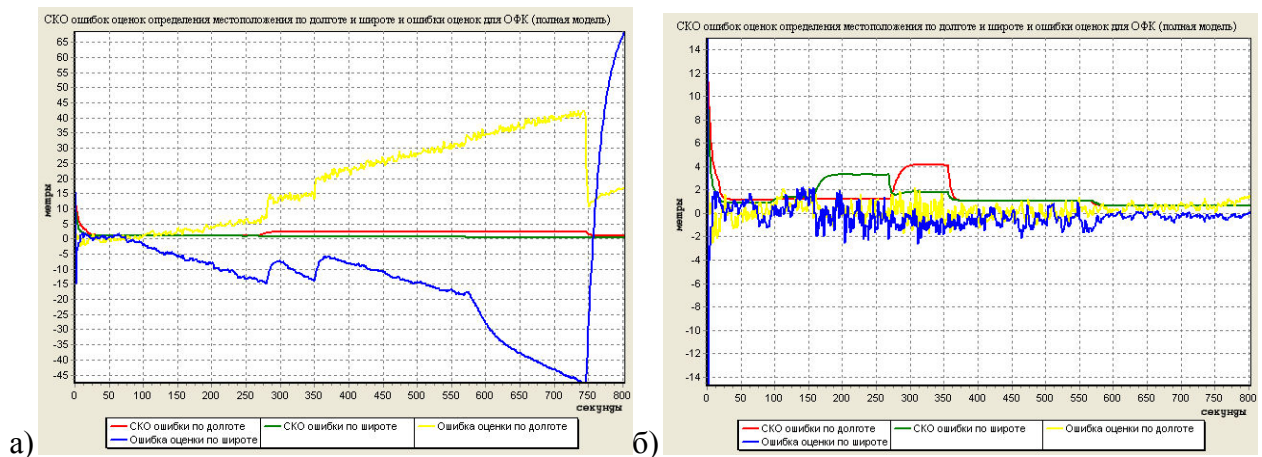 СКО ошибок оценок определения местоположения по долготе и широте и ошибки оценок для ОФК (полная модель)
метры
65
60
55
50
45
40
35
30
25
20
15
10
5
0
-5
-10
-15
-20
-25
-30
-35
-40
-45
0 50 100 150 200 250 300 350 400 450 500 550 600 650 700 750 800
секунды
СКО ошибки по долготе СКО ошибки по широте Ошибка оценки по долготе
Ошибка оценки по широте
а)
СКО ошибок оценок определения местоположения по долготе и широте и ошибки оценок для ОФК (полная модель)
метры
14
12
10
8
6
4
2
0
-2
-4
-6
-8
-10
-12
-14
0 50 100 150 200 250 300 350 400 450 500 550 600 650 700 750 800
секунды
СКО ошибки по долготе СКО ошибки по широте Ошибка оценки по долготе
Ошибка оценки по широте
б)